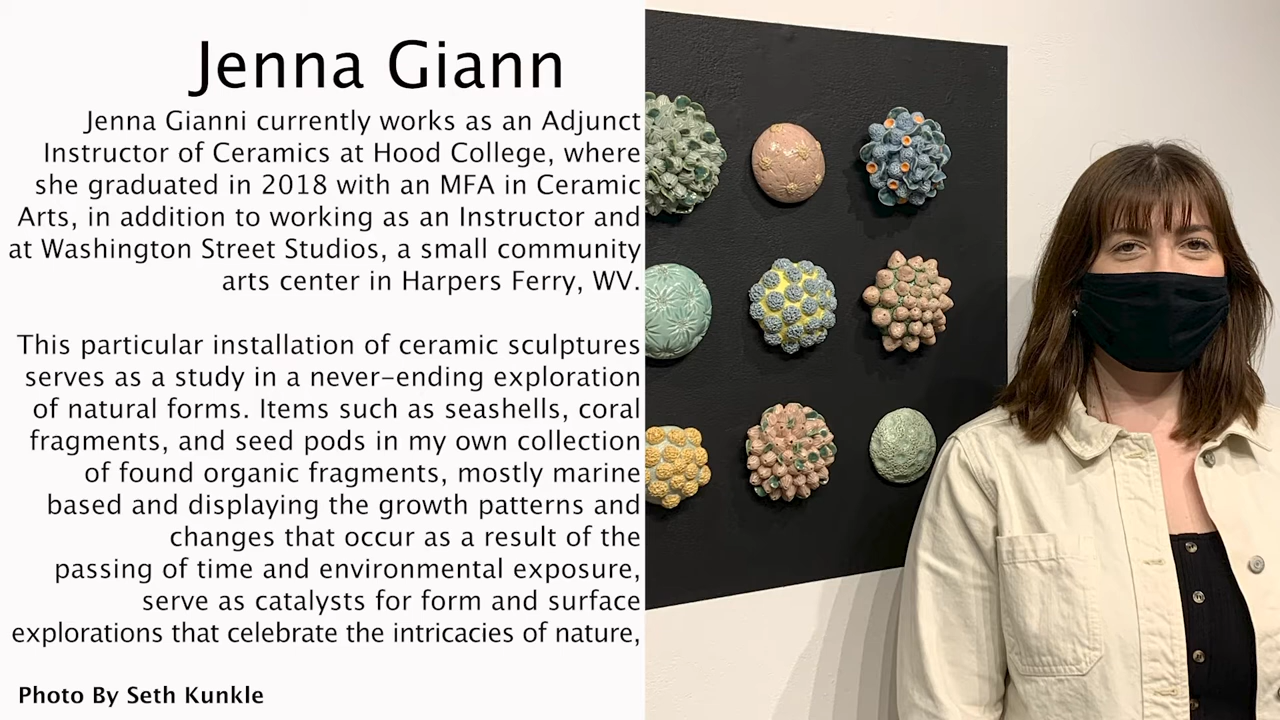 Jenna Giann
Jenna Gianni currently works as an Adjunct
Instructor of Ceramics at Hood College, where
she graduated in 2018 with an MFA in Ceramic
Arts, in addition to working as an Instructor and
at Washington Street Studios, a small community
arts center in Harpers Ferry, WV.
This particular installation of ceramic sculptures
serves as a study in a never-ending exploration
of natural forms. Items such as seashells, coral
fragments, and seed pods in my own collection
of found organic fragments, mostly marine
based and displaying the growth patterns and
changes that occur as a result of the
passing of time and environmental exposure,
serve as catalysts for form and surface
explorations that celebrate the intricacies of nature,
Photo By Seth Kunkle